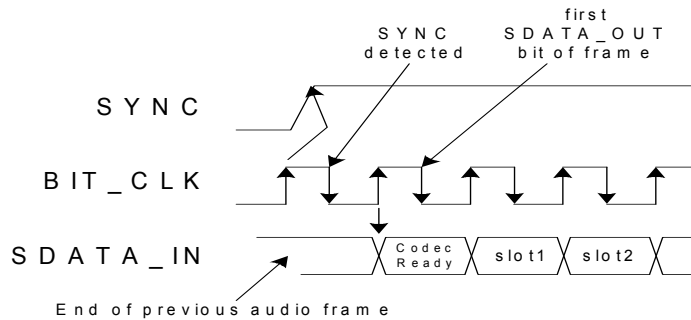 SYNC
detected
first
SDATA_OUT
bit of frame
SYNC
BIT_CLK
SDATA_IN
Codec
Ready
slot1
slot2
End of previous audio frame